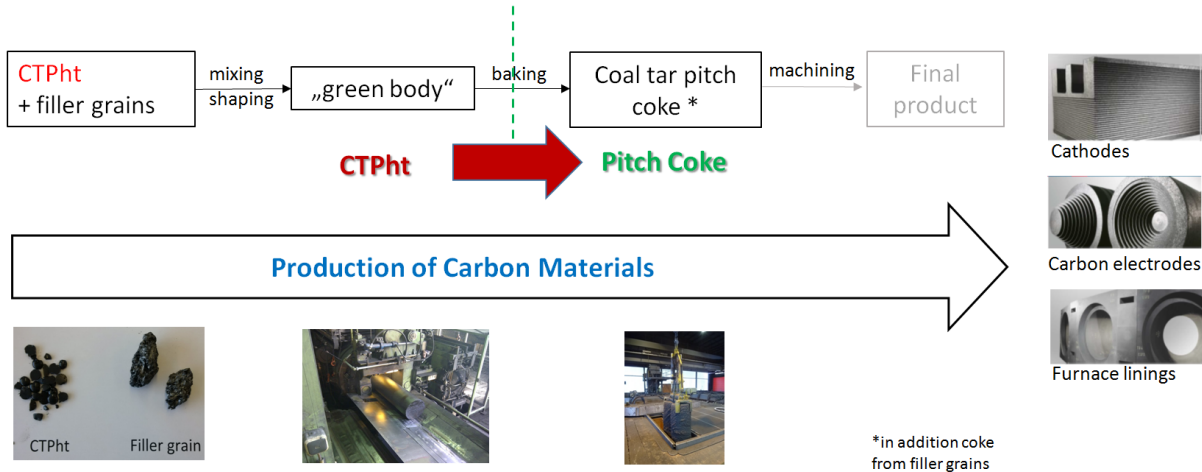 CTPht
+ filler grains
mixing
shaping
„green body“
baking
Coal tar pitch
coke *
machining
Final
product
CTPht
Pitch Coke
Production of Carbon Materials
Cathodes
Carbon electrodes
Furnace linings
CTPht
Filler grain
*in addition coke
from filler grains